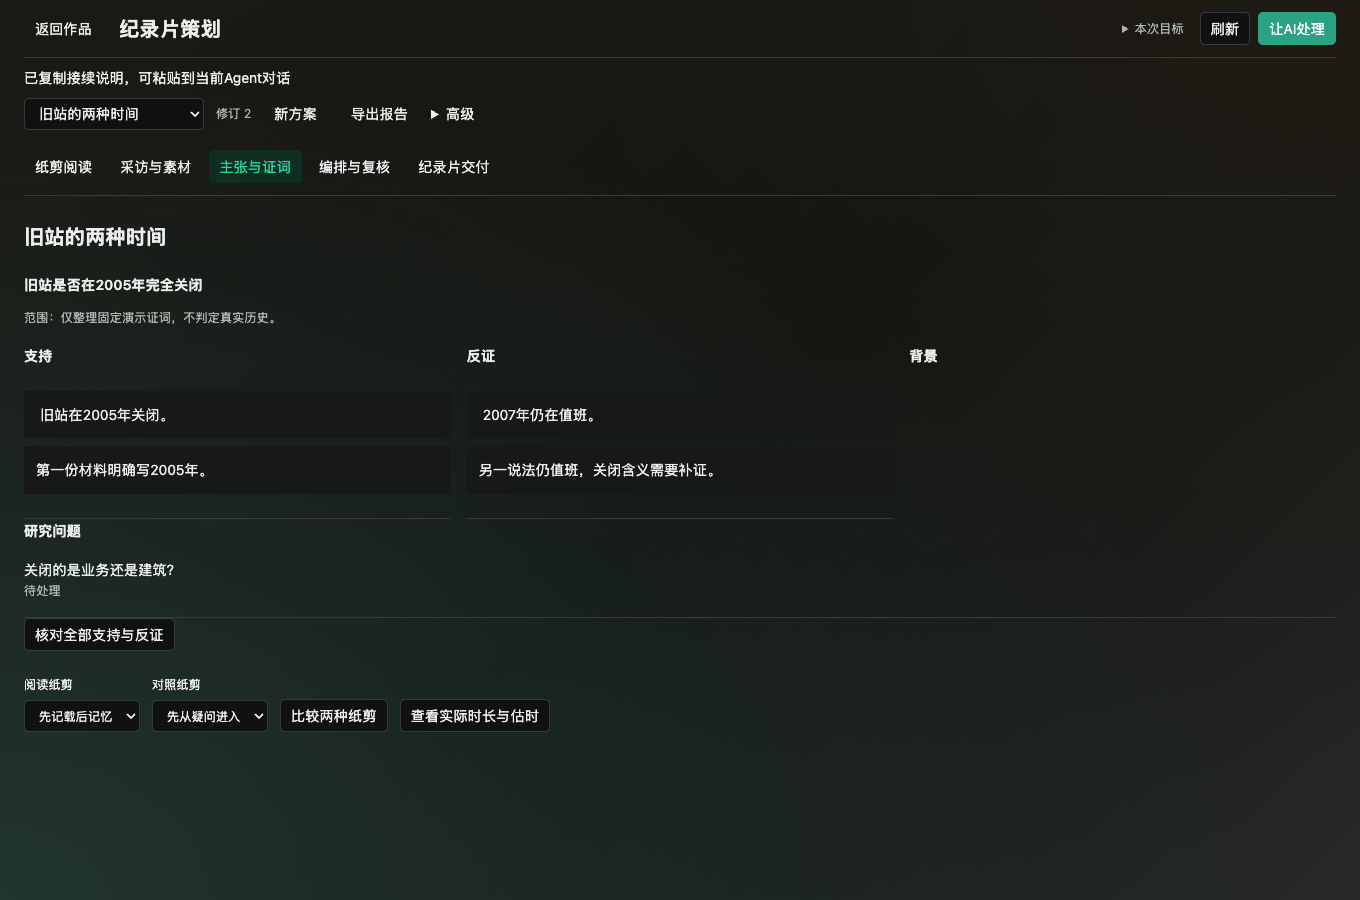 返回作品
纪录片策划
本次目标
刷新
让AI处理
已复制接续说明，可粘贴到当前Agent对话
旧站的两种时间
修订 2
新方案
导出报告
高级
纸剪阅读
采访与素材
主张与证词
编排与复核
纪录片交付
旧站的两种时间
旧站是否在2005年完全关闭
范围：仅整理固定演示证词，不判定真实历史。
支持
反证
背景
旧站在2005年关闭。
2007年仍在值班。
第一份材料明确写2005年。
另一说法仍值班，关闭含义需要补证。
研究问题
关闭的是业务还是建筑?
待处理
核对全部支持与反证
阅读纸剪
对照纸剪
先记载后记忆
先从疑问进入
比较两种纸剪
查看实际时长与估时